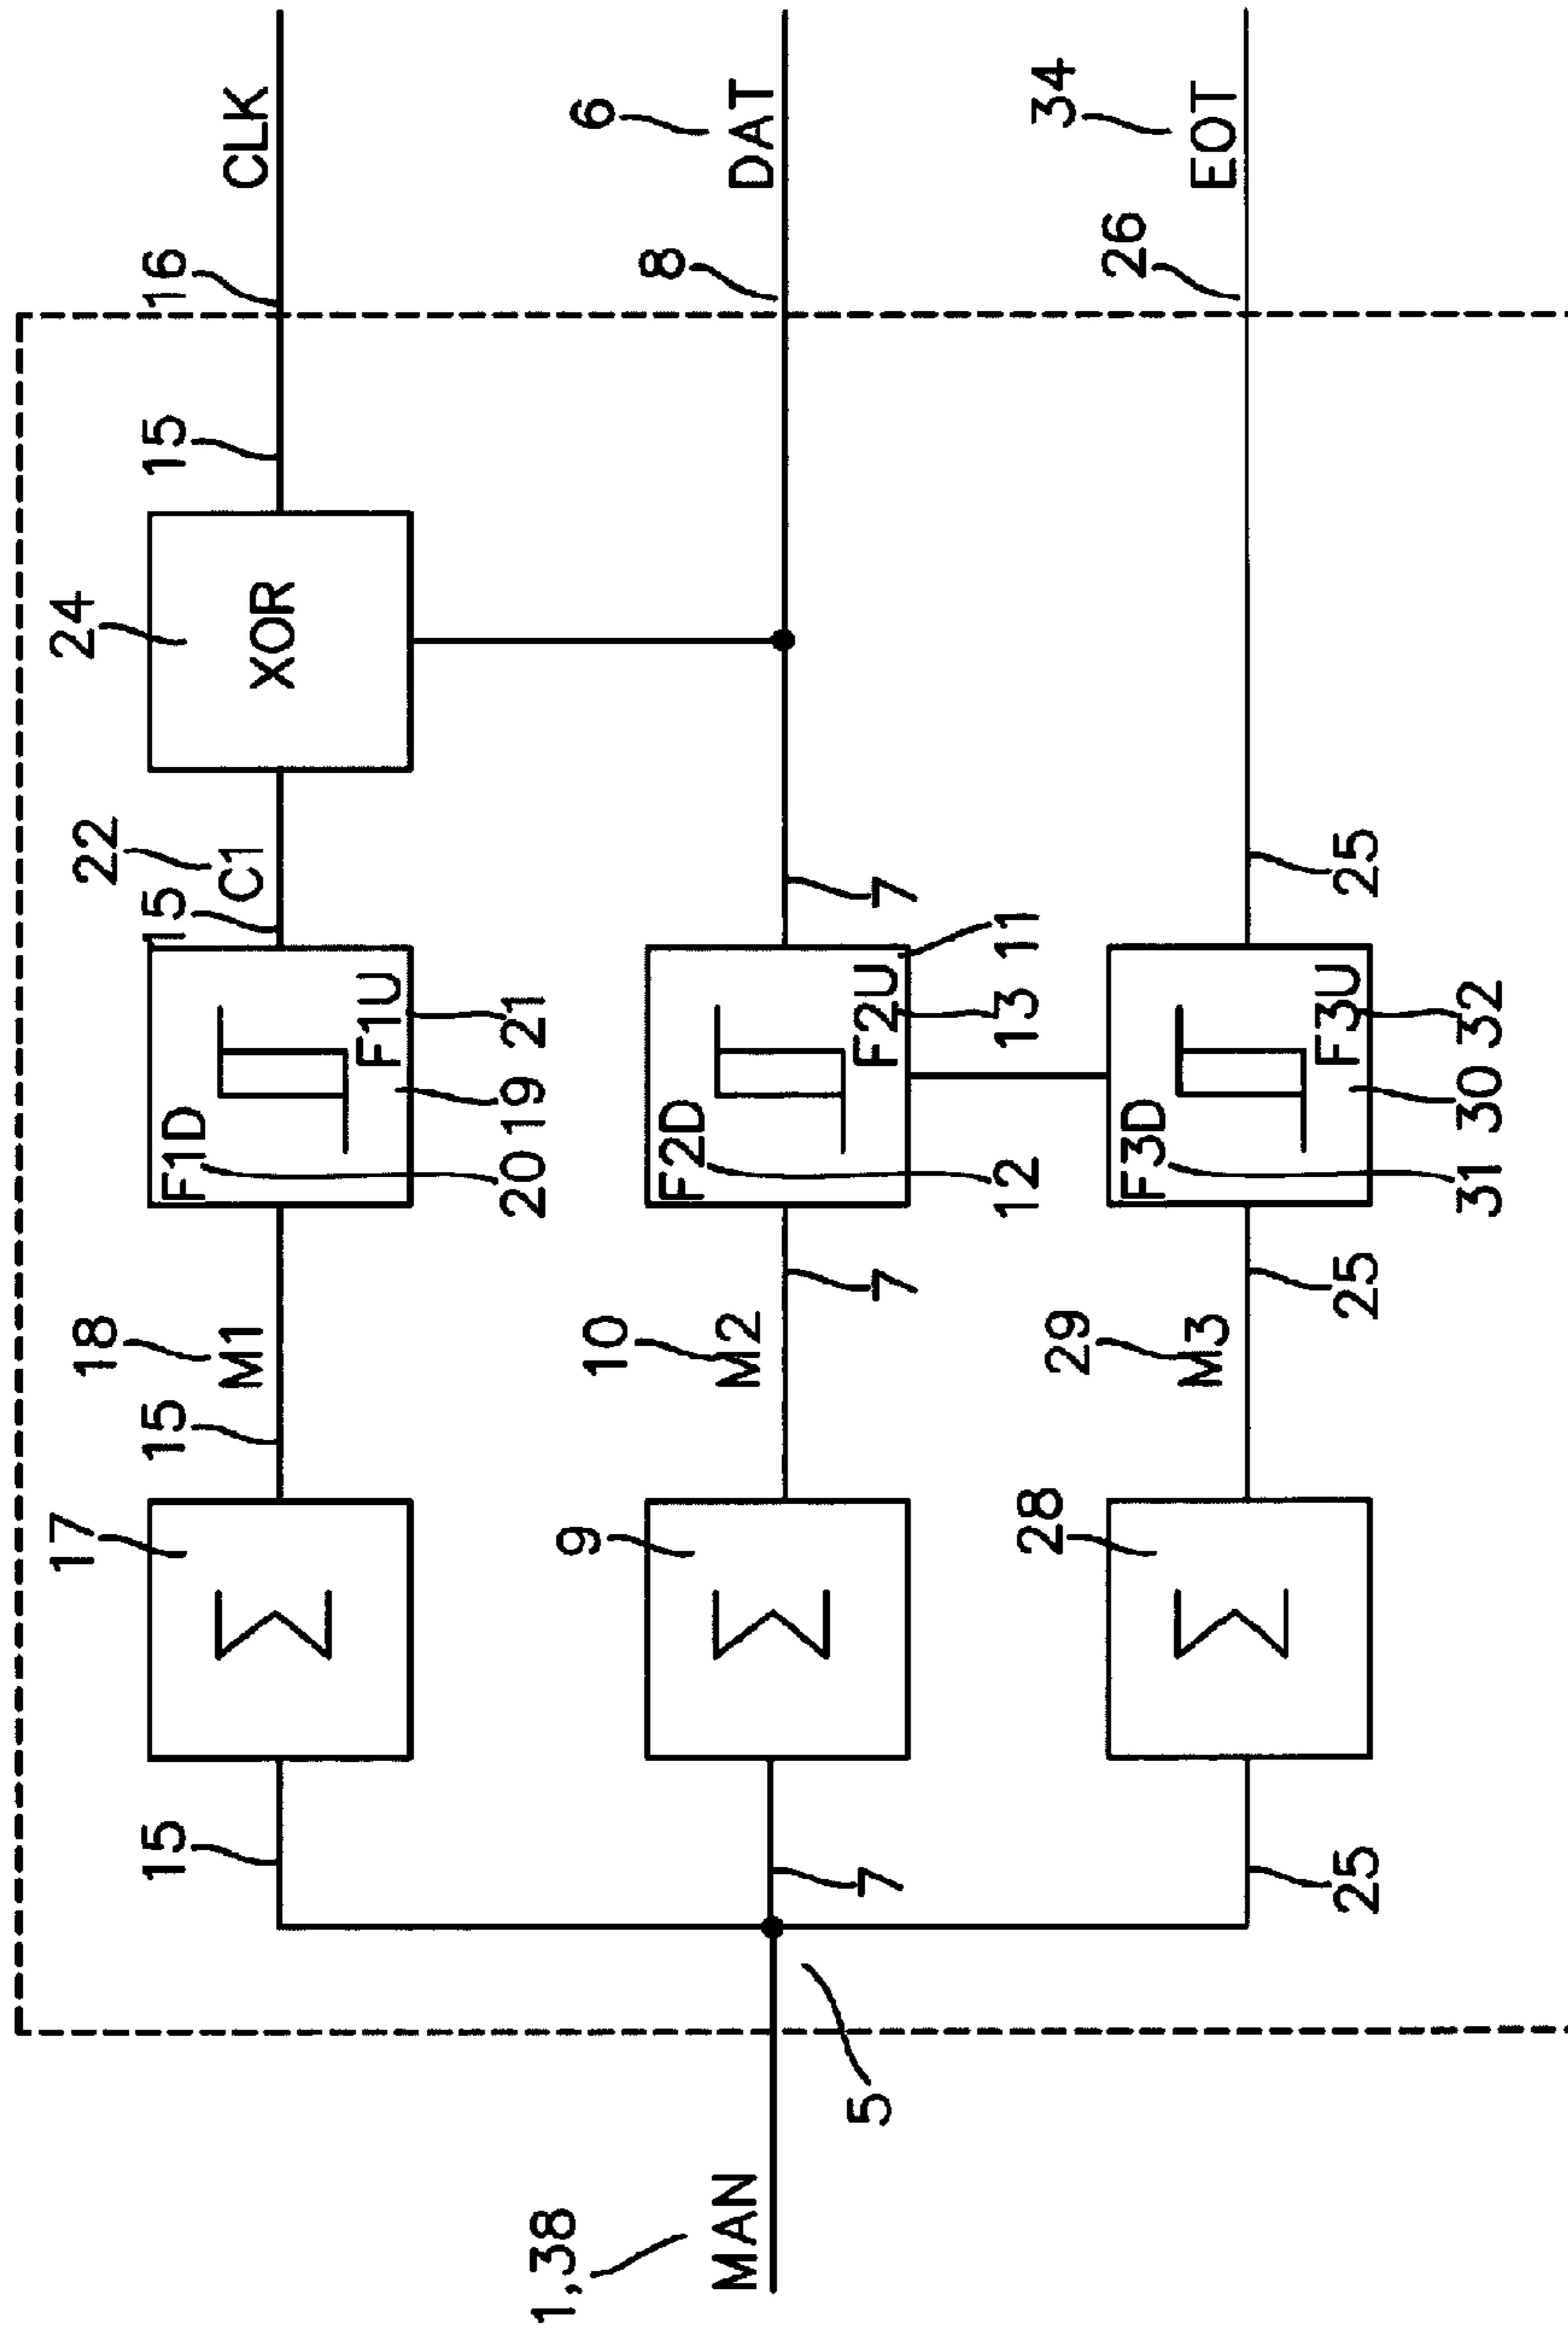 17
18
15
22
24
15
16
15
15
M1
C1
CLK
Σ
F1D
F1U
XOR
20
19
21
9
10
8
6
M2
DAT
Σ
F2D
F2U
7
7
7
12
13
11
1,38
MAN
5
28
29
26
34
M3
EOT
Σ
F3D
F3U
25
25
25
31
30
32